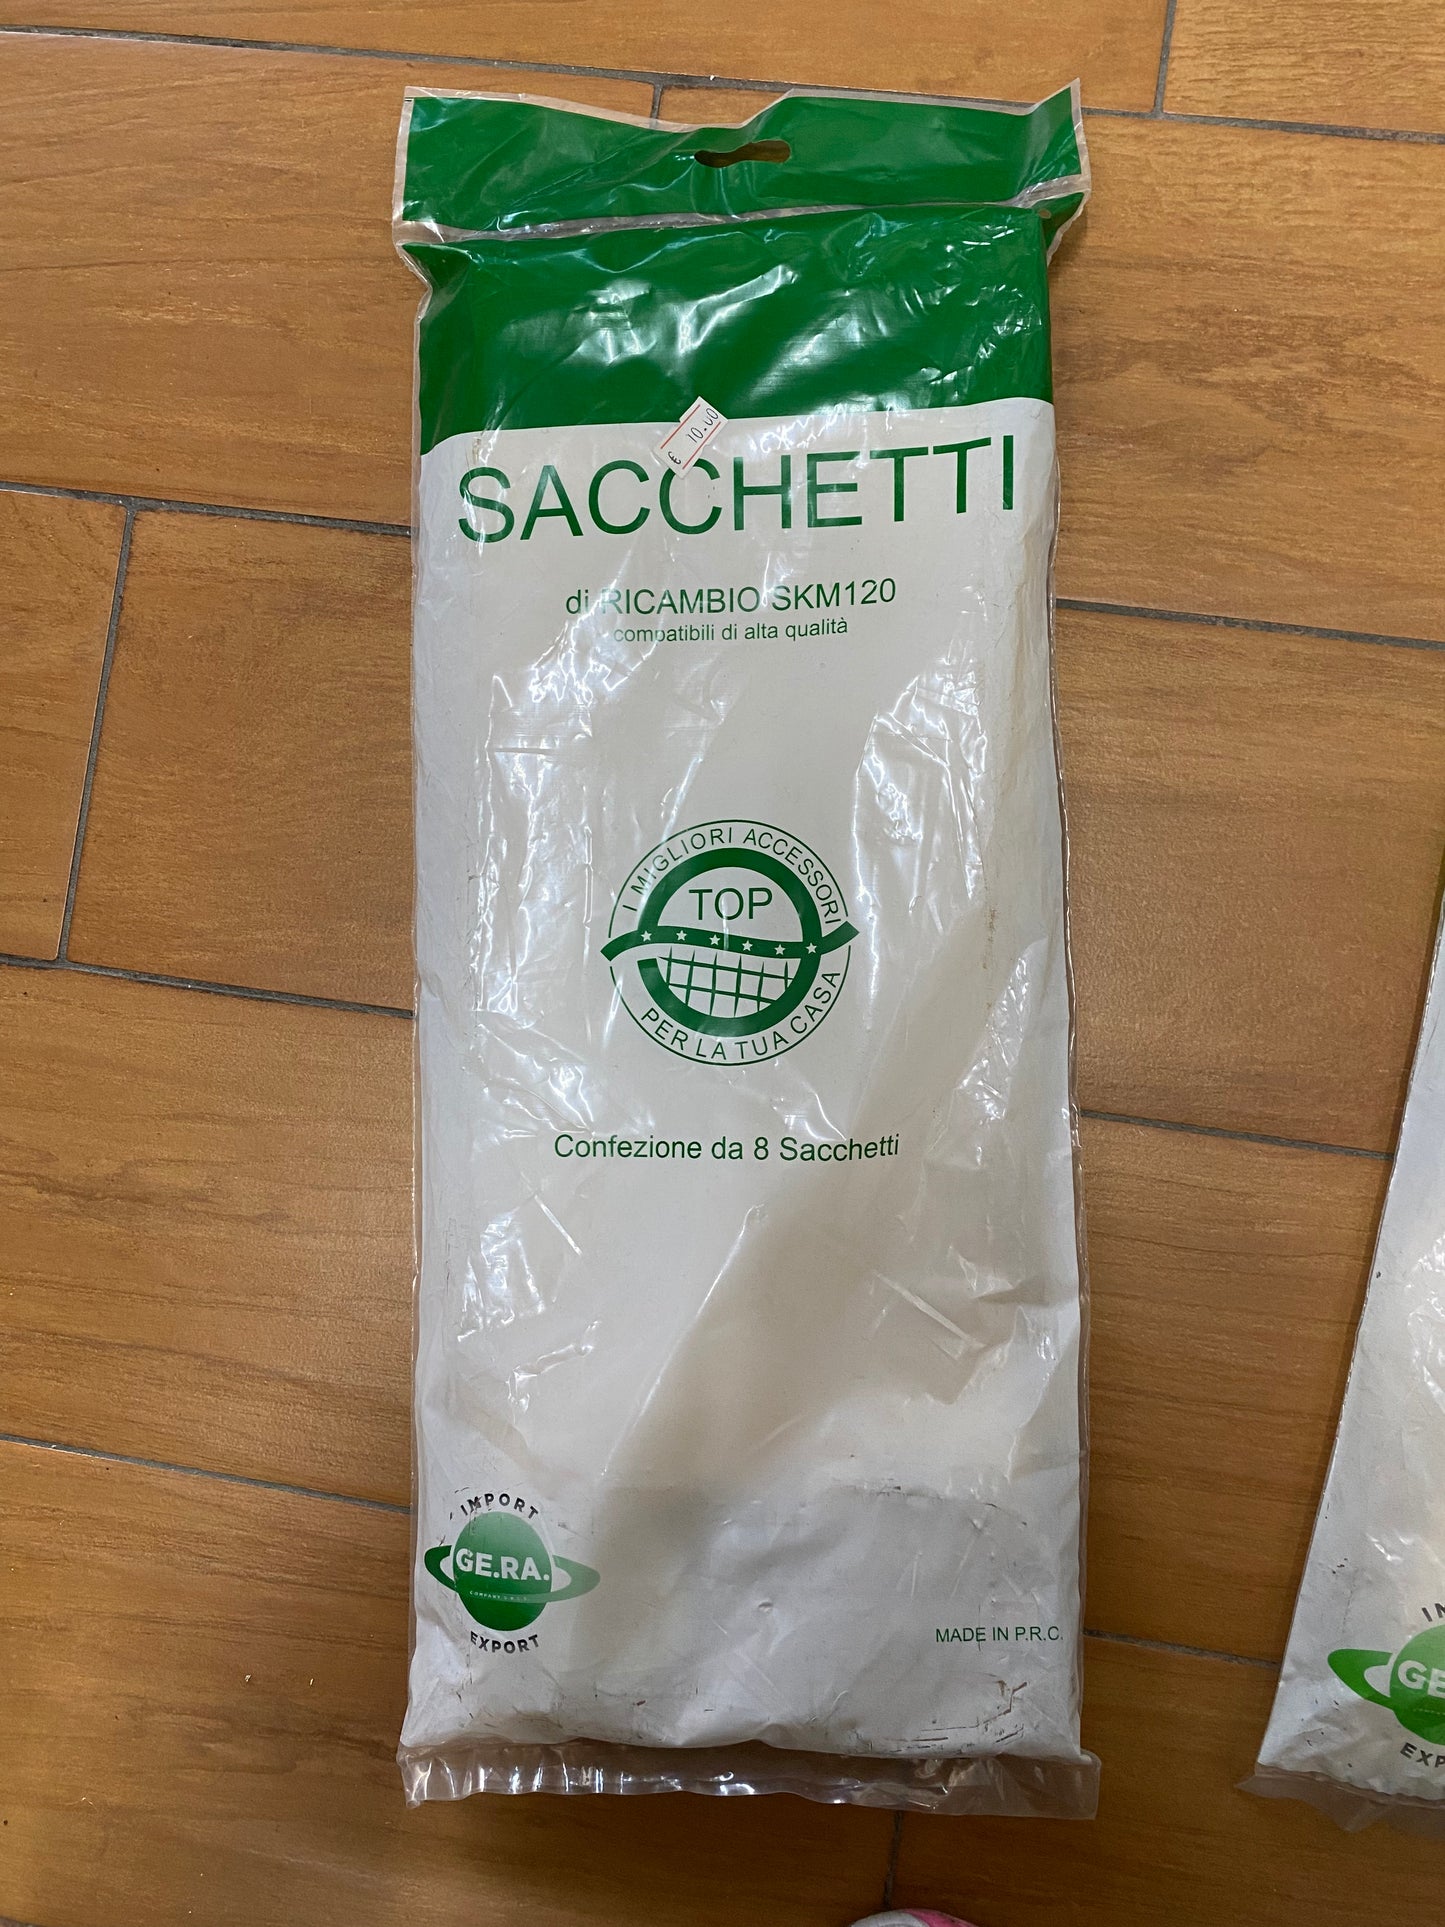 € 10.00
SACCHETTI
di RICAMBIO SKM120
compatibili di alta qualità
I MIGLIORI ACCESSORI
TOP
PER LA TUA CASA
Confezione da 8 Sacchetti
IMPORT
GE.RA.
EXPORT
MADE IN P.R.C.
GE